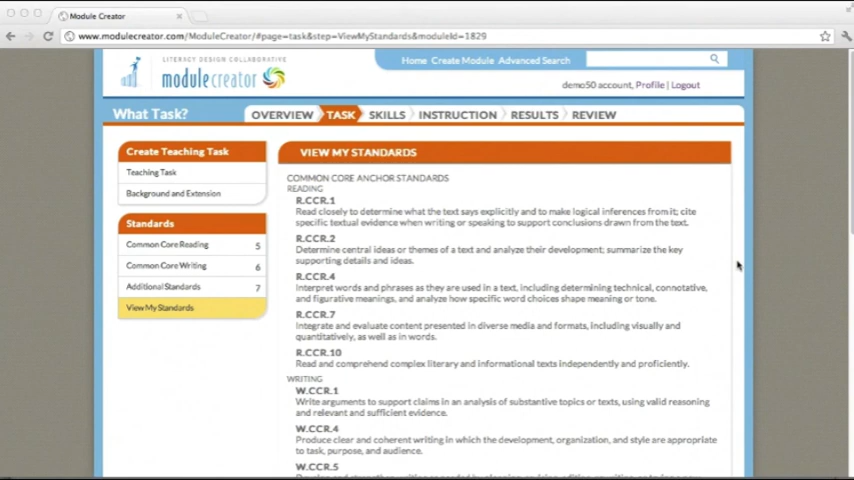 Module Creator
www.modulecreator.com/ModuleCreator/#page=task&step=ViewMyStandards&moduleId=1829
LITERACY DESIGN COLLABORATIVE
modulecreator
Home Create Module Advanced Search
demo50 account, Profile | Logout
What Task?
OVERVIEW TASK SKILLS INSTRUCTION RESULTS REVIEW
Create Teaching Task
Teaching Task
Background and Extension
Standards
Common Core Reading 5
Common Core Writing 6
Additional Standards 7
View My Standards
VIEW MY STANDARDS
COMMON CORE ANCHOR STANDARDS
READING
R.CCR.1
Read closely to determine what the text says explicitly and to make logical inferences from it; cite
specific textual evidence when writing or speaking to support conclusions drawn from the text.
R.CCR.2
Determine central ideas or themes of a text and analyze their development; summarize the key
supporting details and ideas.
R.CCR.4
Interpret words and phrases as they are used in a text, including determining technical, connotative,
and figurative meanings, and analyze how specific word choices shape meaning or tone.
R.CCR.7
Integrate and evaluate content presented in diverse media and formats, including visually and
quantitatively, as well as in words.
R.CCR.10
Read and comprehend complex literary and informational texts independently and proficiently.
WRITING
W.CCR.1
Write arguments to support claims in an analysis of substantive topics or texts, using valid reasoning
and relevant and sufficient evidence.
W.CCR.4
Produce clear and coherent writing in which the development, organization, and style are appropriate
to task, purpose, and audience.
W.CCR.5